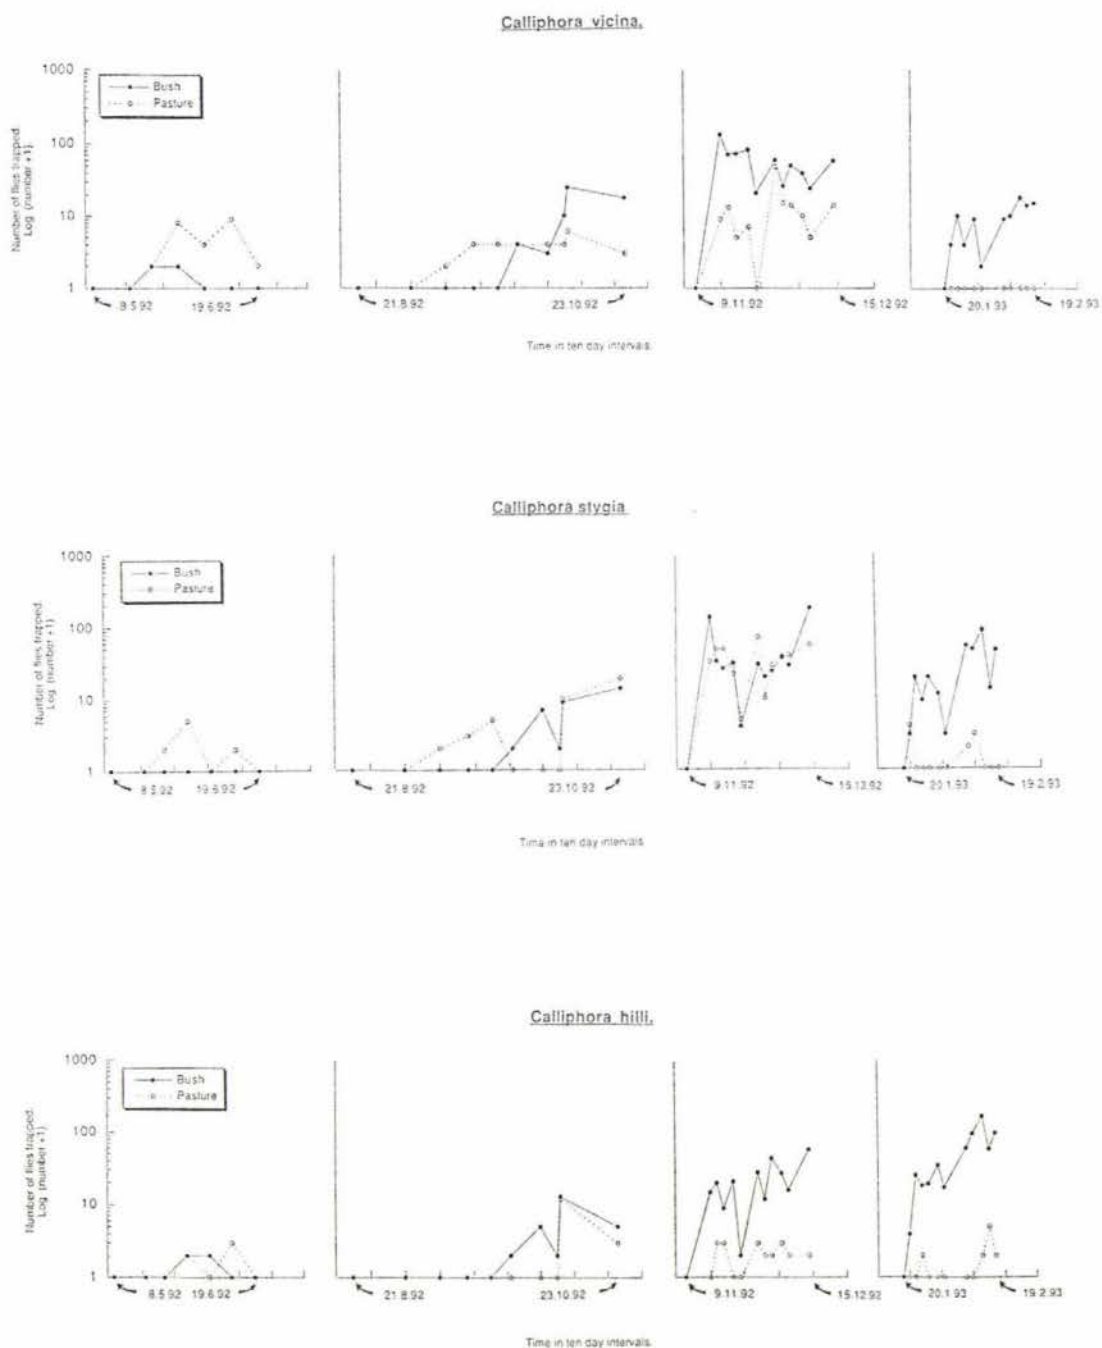 Calliphora vicina.
Number of flies trapped.
Log (number +1)
1000
100
10
1
Bush
Pasture
8.5.92
19.6.92
21.8.92
23.10.92
9.11.92
15.12.92
20.1.93
19.2.93
Time in ten day intervals.
Calliphora stygia
Number of flies trapped.
Log (number +1)
1000
100
10
1
Bush
Pasture
8.5.92
19.6.92
21.8.92
23.10.92
9.11.92
15.12.92
20.1.93
19.2.93
Time in ten day intervals
Calliphora hilli.
Number of flies trapped.
Log (number +1)
1000
100
10
1
Bush
Pasture
8.5.92
19.6.92
21.8.92
23.10.92
9.11.92
15.12.92
20.1.93
19.2.93
Time in ten day intervals.